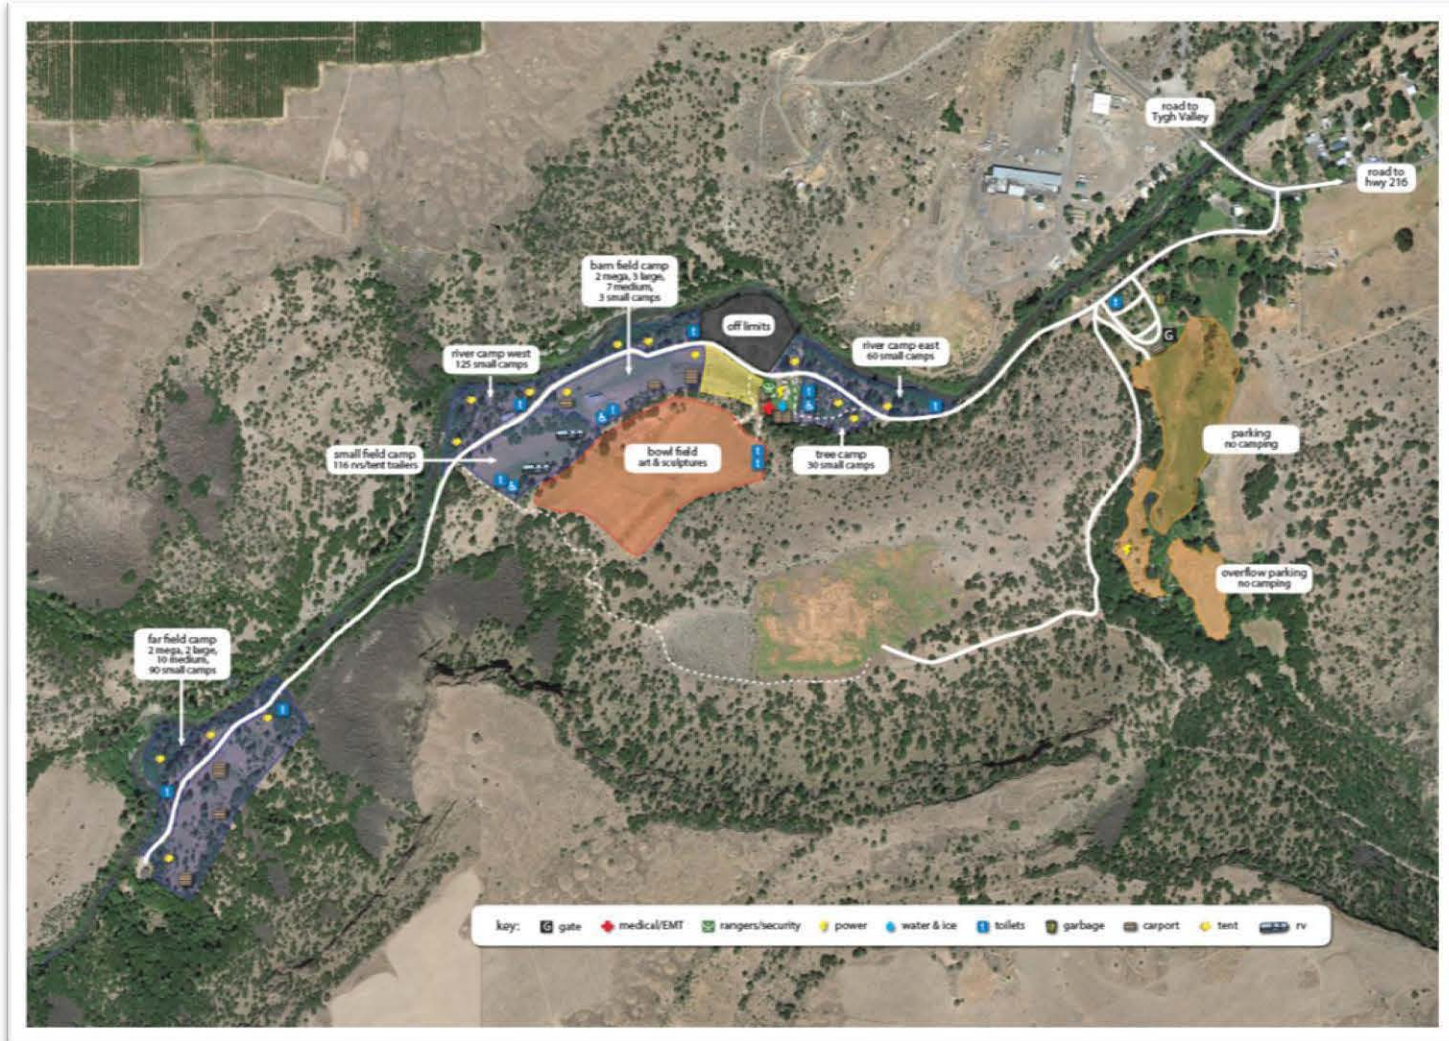 road to
Tygh Valley
road to
hwy 216
barn field camp
2 mega, 3 large,
7 medium,
3 small camps
off limits
river camp west
125 small camps
river camp east
60 small camps
small field camp
116 rvs/tent trailers
bowl field
art & sculptures
tree camp
30 small camps
parking
no camping
G
overflow parking
no camping
far field camp
2 mega, 2 large,
10 medium,
90 small camps
key: G gate medical/EMT rangers/security power water & ice t toilets garbage carport tent rv